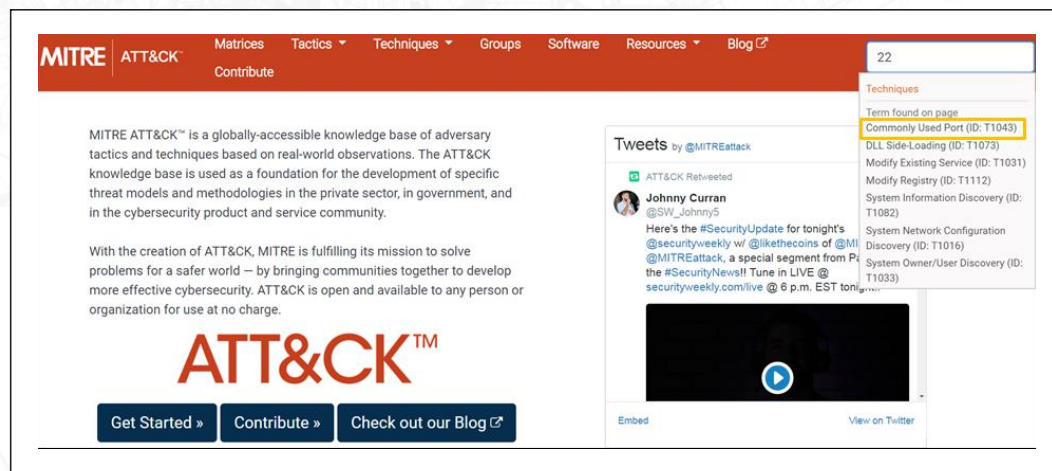 MITRE ATT&CK™
Matrices Tactics Techniques Groups Software Resources Blog
Contribute
22
Techniques
Term found on page
Commonly Used Port (ID: T1043)
DLL Side-Loading (ID: T1073)
Modify Existing Service (ID: T1031)
Modify Registry (ID: T1112)
System Information Discovery (ID:
T1082)
System Network Configuration
Discovery (ID: T1016)
System Owner/User Discovery (ID:
T1033)
MITRE ATT&CK™ is a globally-accessible knowledge base of adversary
tactics and techniques based on real-world observations. The ATT&CK
knowledge base is used as a foundation for the development of specific
threat models and methodologies in the private sector, in government, and
in the cybersecurity product and service community.
With the creation of ATT&CK, MITRE is fulfilling its mission to solve
problems for a safer world — by bringing communities together to develop
more effective cybersecurity. ATT&CK is open and available to any person or
organization for use at no charge.
ATT&CK™
Get Started » Contribute » Check out our Blog
Tweets by @MITREattack
ATT&CK Retweeted
Johnny Curran
@SW_Johnny5
Here's the #SecurityUpdate for tonight's
@securityweekly w/ @likethecoins of @MI
@MITREattack, a special segment from Pa
the #SecurityNews!! Tune in LIVE @
securityweekly.com/live @ 6 p.m. EST tonight!
Embed View on Twitter